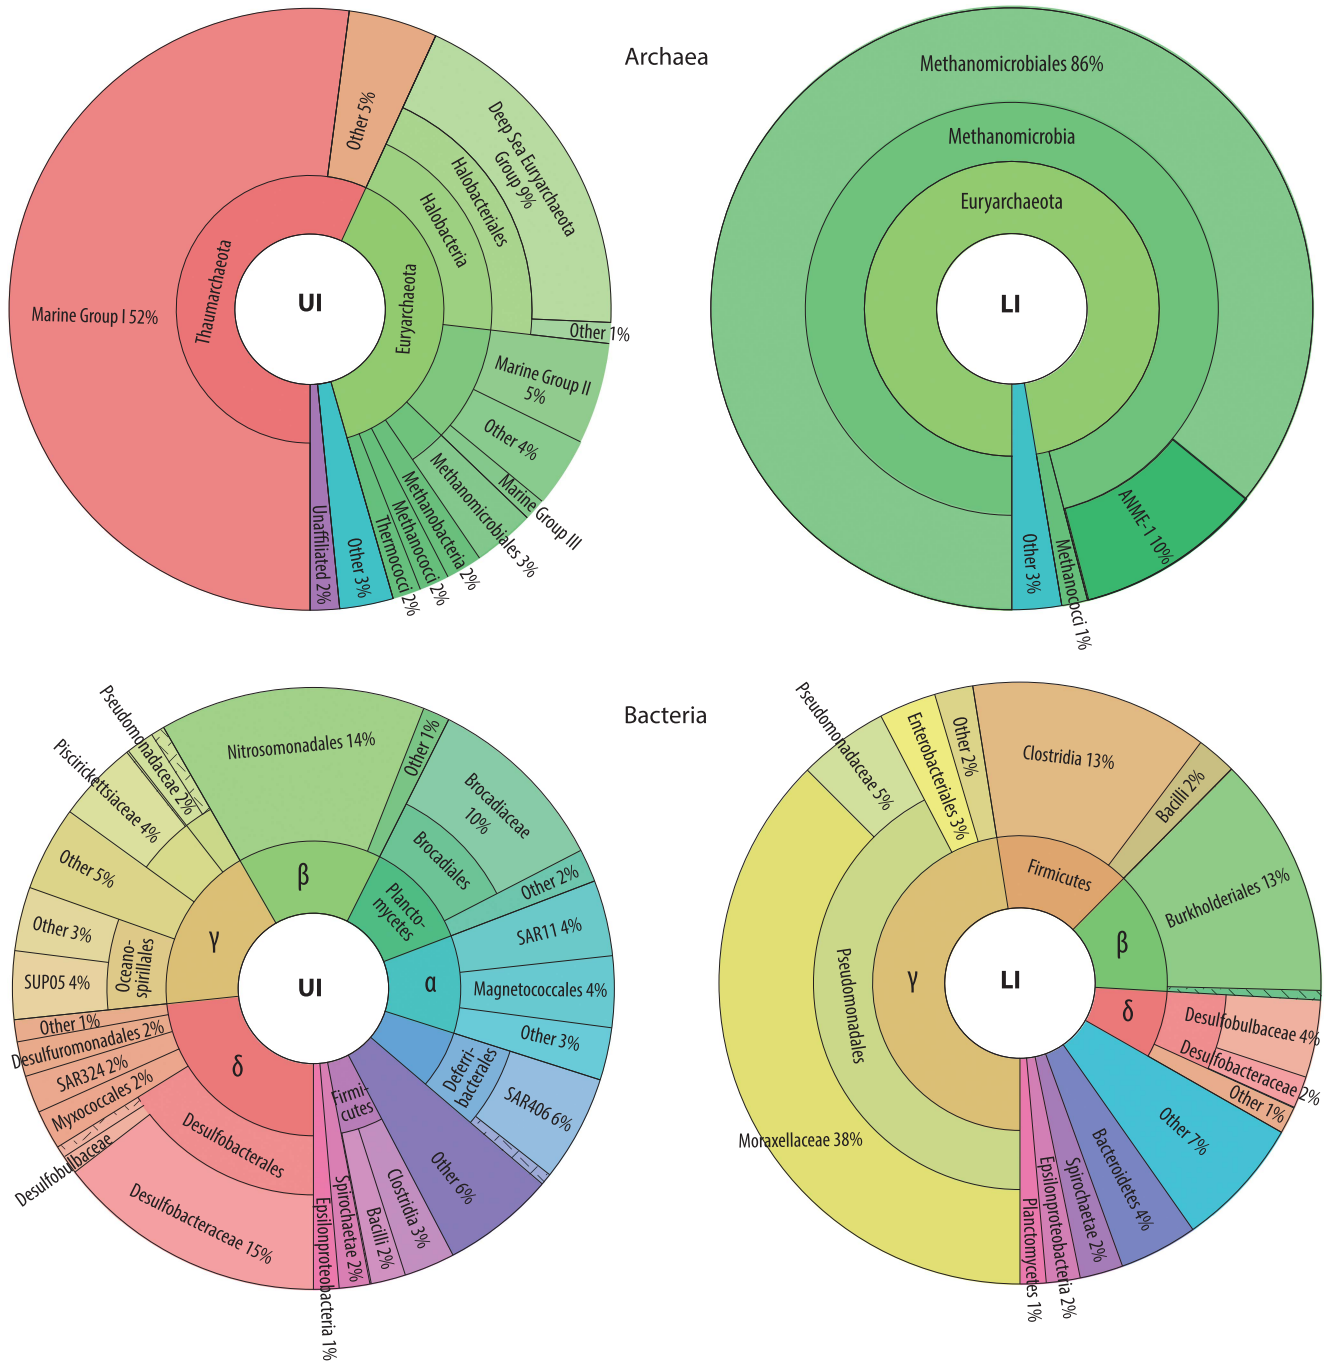 Archaea
UI
Thaumarchaeota
Marine Group I 52%
Other 5%
Euryarchaeota
Halobacteria
Halobacteriales
Deep Sea Euryarchaeota
Group 9%
Other 1%
Marine Group II
5%
Other 4%
Marine Group III
Methanomicrobiales 3%
Methanobacteria 2%
Methanococci 2%
Thermococci 2%
Other 3%
Unaffiliated 2%
LI
Euryarchaeota
Methanomicrobia
Methanomicrobiales 86%
ANME-1 10%
Methanococci 1%
Other 3%
Bacteria
UI
β
Nitrosomonadales 14%
Other 1%
Plancto-
mycetes
Brocadiales
Brocadiaceae
10%
Other 2%
α
SAR11 4%
Magnetococcales 4%
Other 3%
Deferri-
bacterales
SAR406 6%
Other 6%
Firmi-
cutes
Clostridia 3%
Bacilli 2%
Spirochaetae 2%
Epsilonproteobacteria 1%
δ
Desulfobacterales
Desulfobacteraceae 15%
Desulfobulbaceae
Myxococcales 2%
SAR324 2%
Desulfuromonadales 2%
Other 1%
γ
Oceano-
spirillales
SUP05 4%
Other 3%
Other 5%
Piscirickettsiaceae 4%
Pseudomonadaceae 2%
LI
γ
Pseudomonadales
Moraxellaceae 38%
Pseudomonadaceae 5%
Enterobacteriales 3%
Other 2%
Firmicutes
Clostridia 13%
Bacilli 2%
β
Burkholderiales 13%
δ
Desulfobulbaceae 4%
Desulfobacteraceae 2%
Other 1%
Other 7%
Bacteroidetes 4%
Spirochaetae 2%
Epsilonproteobacteria 2%
Planctomycetes 1%